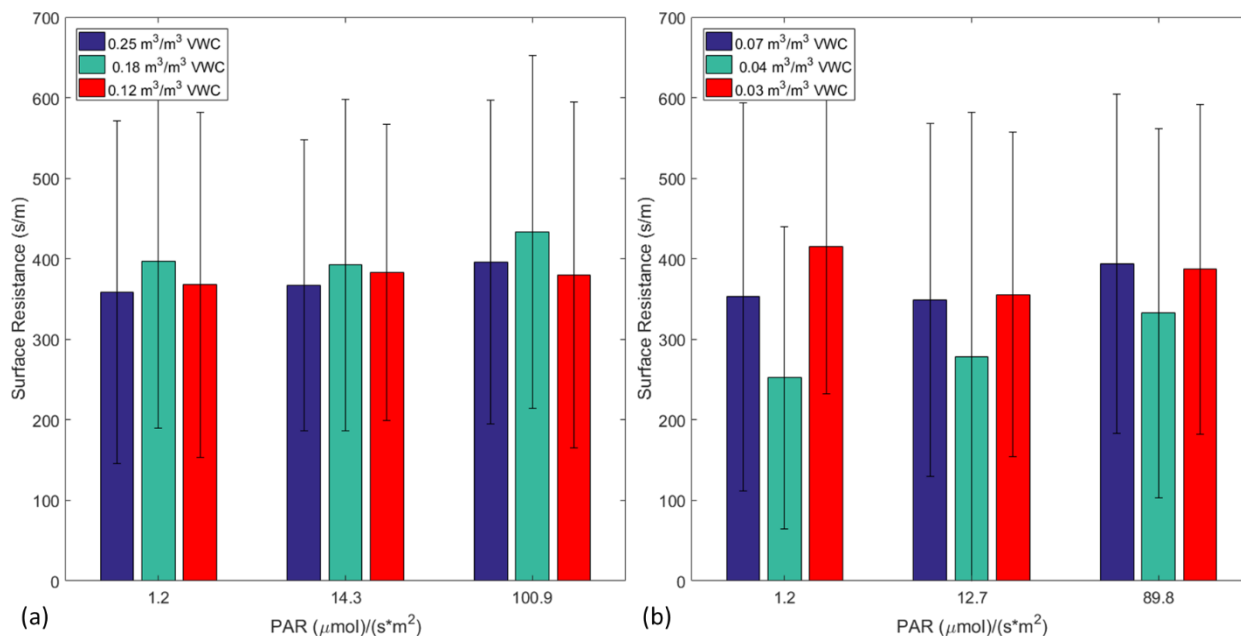 700
600
500
400
300
200
100
0
Surface Resistance (s/m)
0.25 m³/m³ VWC
0.18 m³/m³ VWC
0.12 m³/m³ VWC
1.2 14.3 100.9
PAR (μmol)/(s*m²)
(a)
700
600
500
400
300
200
100
0
Surface Resistance (s/m)
0.07 m³/m³ VWC
0.04 m³/m³ VWC
0.03 m³/m³ VWC
1.2 12.7 89.8
PAR (μmol)/(s*m²)
(b)